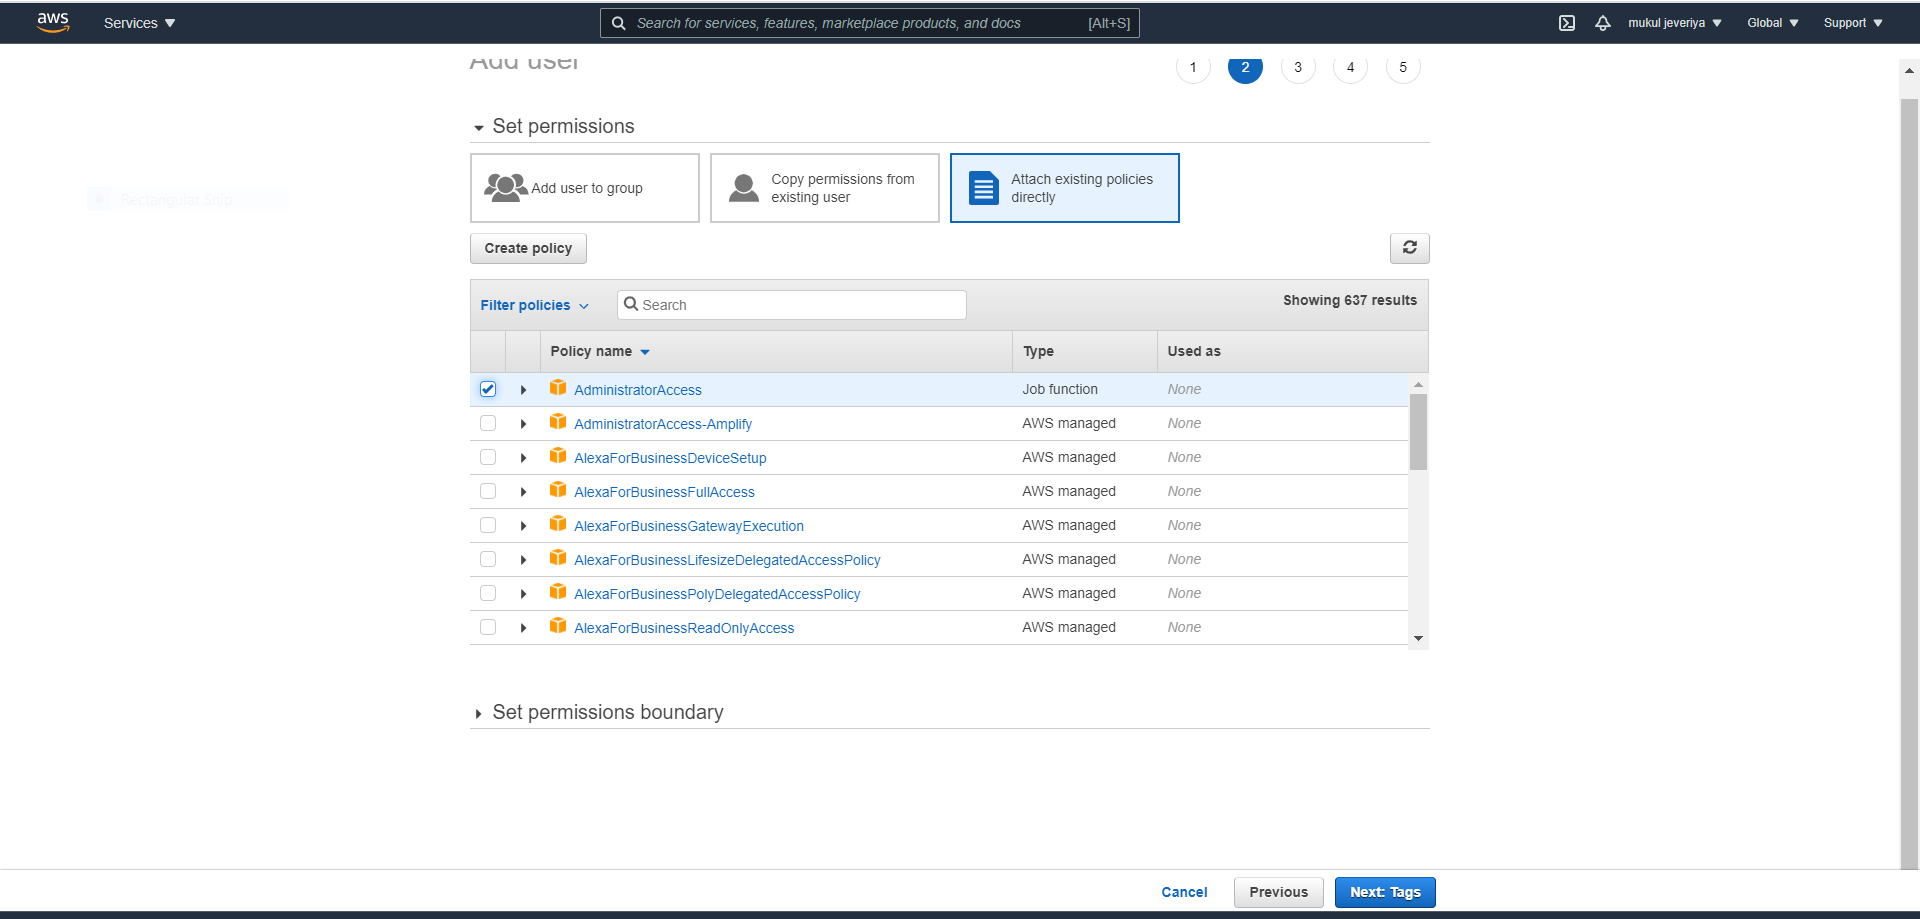 aws Services Search for services, features, marketplace products, and docs [Alt+S] mukul jeveriya Global Support
Add user 1 2 3 4 5
Set permissions
Add user to group
Copy permissions from
existing user
Attach existing policies
directly
Create policy
Filter policies Search Showing 637 results
Policy name Type Used as
AdministratorAccess Job function None
AdministratorAccess-Amplify AWS managed None
AlexaForBusinessDeviceSetup AWS managed None
AlexaForBusinessFullAccess AWS managed None
AlexaForBusinessGatewayExecution AWS managed None
AlexaForBusinessLifesizeDelegatedAccessPolicy AWS managed None
AlexaForBusinessPolyDelegatedAccessPolicy AWS managed None
AlexaForBusinessReadOnlyAccess AWS managed None
Rectangular Snip
Set permissions boundary
Cancel Previous Next: Tags